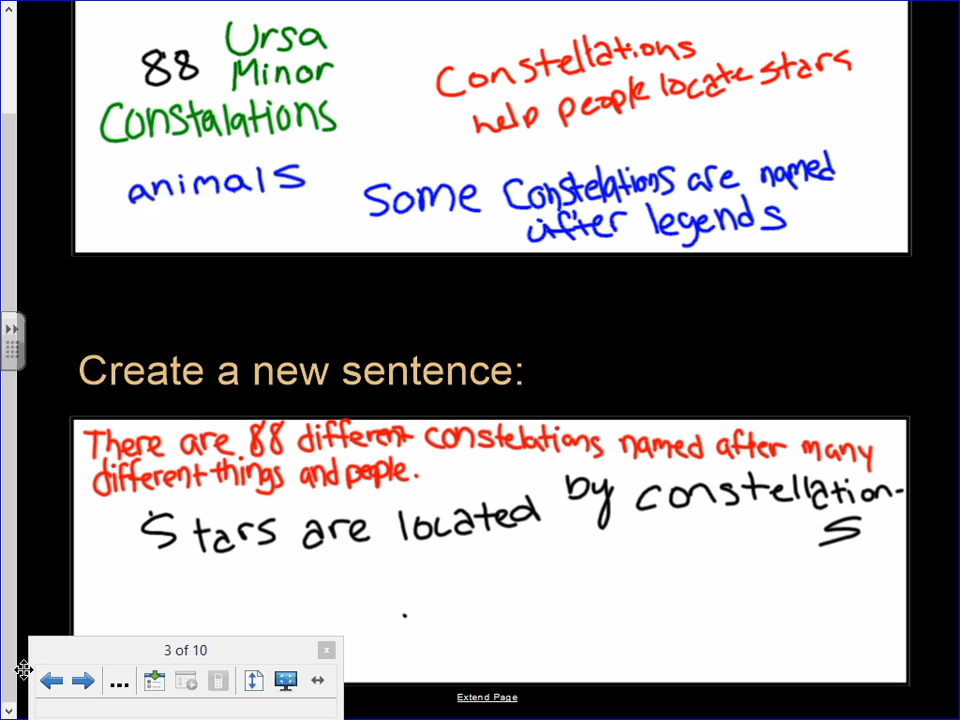 88 Ursa
Minor
Constalations
Constellations
help people locate stars
animals
Some Constelations are named
after legends
Create a new sentence:
There are 88 different constelations named after many
different things and people.
Stars are located by constellation-
s
3 of 10
Extend Page